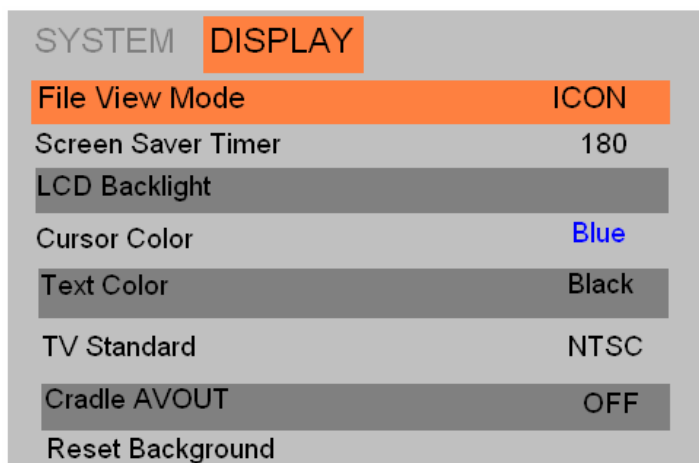 SYSTEM DISPLAY
File View Mode ICON
Screen Saver Timer 180
LCD Backlight
Cursor Color Blue
Text Color Black
TV Standard NTSC
Cradle AVOUT OFF
Reset Background